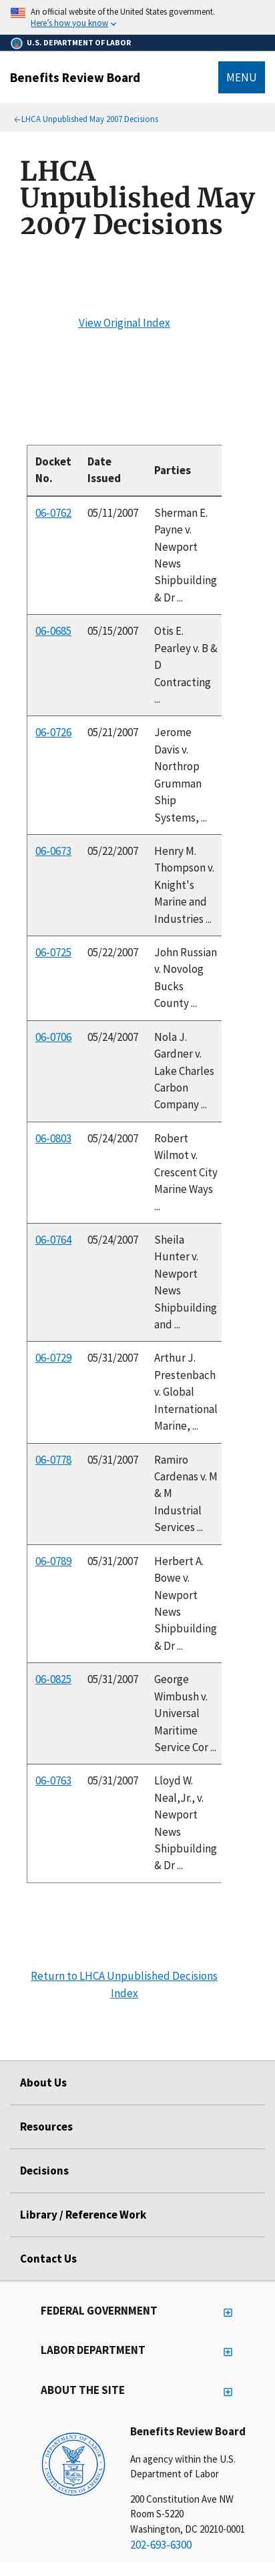 An official website of the United States government.
Here's how you know
U.S. DEPARTMENT OF LABOR
Benefits Review Board
MENU
LHCA Unpublished May 2007 Decisions
LHCA
Unpublished May
2007 Decisions
View Original Index
Docket No. Date Issued Parties
06-0762 05/11/2007 Sherman E.
Payne v.
Newport
News
Shipbuilding
& Dr ...
06-0685 05/15/2007 Otis E.
Pearley v. B &
D
Contracting
...
06-0726 05/21/2007 Jerome
Davis v.
Northrop
Grumman
Ship
Systems, ...
06-0673 05/22/2007 Henry M.
Thompson v.
Knight's
Marine and
Industries ...
06-0725 05/22/2007 John Russian
v. Novolog
Bucks
County ...
06-0706 05/24/2007 Nola J.
Gardner v.
Lake Charles
Carbon
Company ...
06-0803 05/24/2007 Robert
Wilmot v.
Crescent City
Marine Ways
...
06-0764 05/24/2007 Sheila
Hunter v.
Newport
News
Shipbuilding
and ...
06-0729 05/31/2007 Arthur J.
Prestenbach
v. Global
International
Marine, ...
06-0778 05/31/2007 Ramiro
Cardenas v. M
& M
Industrial
Services ...
06-0789 05/31/2007 Herbert A.
Bowe v.
Newport
News
Shipbuilding
& Dr ...
06-0825 05/31/2007 George
Wimbush v.
Universal
Maritime
Service Cor ...
06-0763 05/31/2007 Lloyd W.
Neal,Jr., v.
Newport
News
Shipbuilding
& Dr ...
Return to LHCA Unpublished Decisions
Index
About Us
Resources
Decisions
Library / Reference Work
Contact Us
FEDERAL GOVERNMENT
LABOR DEPARTMENT
ABOUT THE SITE
Benefits Review Board
An agency within the U.S.
Department of Labor
200 Constitution Ave NW
Room S-5220
Washington, DC 20210-0001
202-693-6300